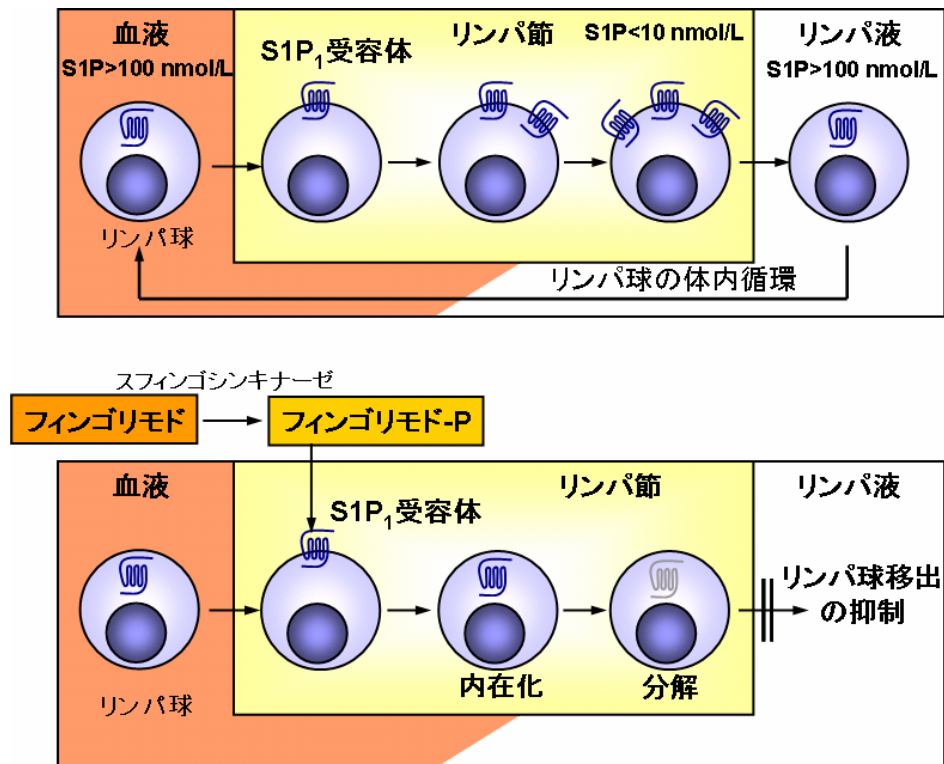 血液
S1P>100 nmol/L
S1P₁受容体
リンパ節
S1P<10 nmol/L
リンパ液
S1P>100 nmol/L
リンパ球
リンパ球の体内循環
スフィンゴシンキナーゼ
フィンゴリモド
フィンゴリモド-P
血液
リンパ節
リンパ液
S1P₁受容体
リンパ球移出
の抑制
内在化
分解
リンパ球